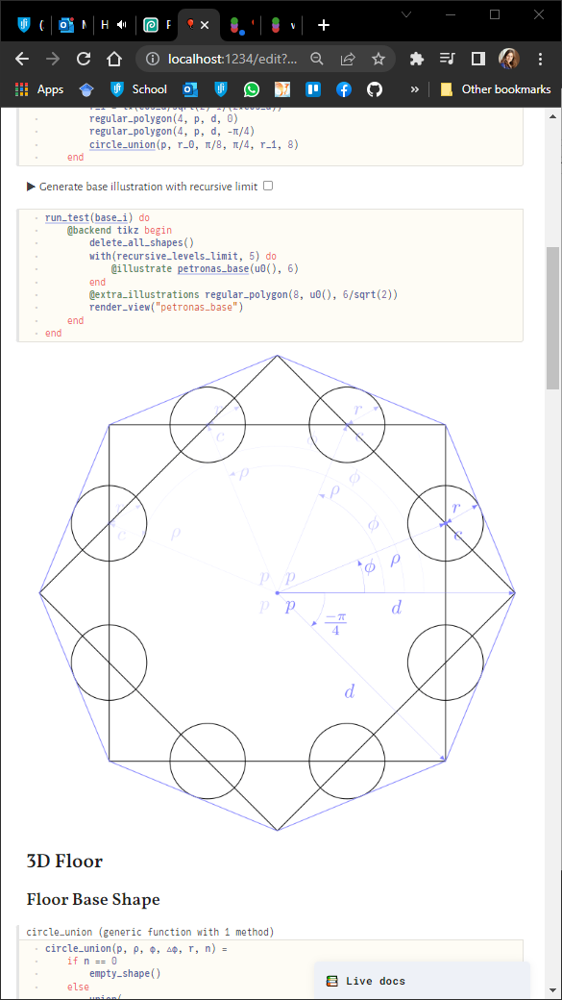 localhost:1234/edit?...
Apps
School
»
Other bookmarks
regular_polygon(4, p, d, 0)
regular_polygon(4, p, d, -π/4)
circle_union(p, r_0, π/8, π/4, r_1, 8)
end
▶ Generate base illustration with recursive limit
run_test(base_i) do
@backend tikz begin
delete_all_shapes()
with(recursive_levels_limit, 5) do
@illustrate petronas_base(u0(), 6)
end
@extra_illustrations regular_polygon(8, u0(), 6/sqrt(2))
render_view("petronas_base")
end
end
r r
c c
ϕ
ρ ρ ϕ
r r
c ρ ϕ c
ϕ ρ
p p
p p d
-π
4
d
3D Floor
Floor Base Shape
circle_union (generic function with 1 method)
circle_union(p, ρ, φ, Δφ, r, n) =
if n == 0
empty_shape()
else
union(
Live docs